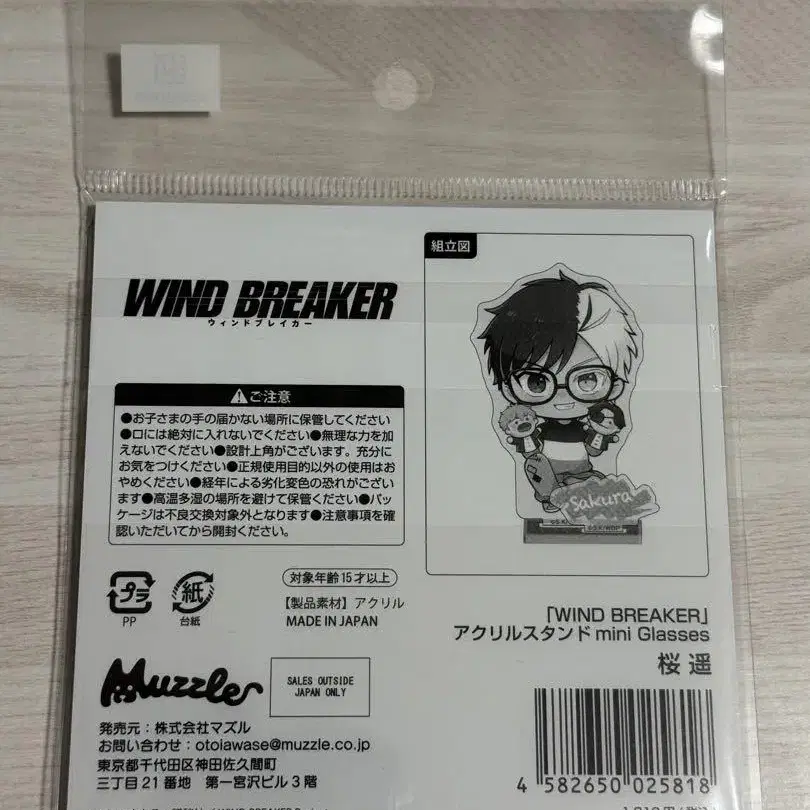 組立図
WIND BREAKER
ウィンドブレイカー
Sakura
⚠ご注意
●お子さまの手の届かない場所に保管してください
●口には絶対に入れないでください●無理な力を加
えないでください●設計上角がございます。充分に
お気をつけください●正規使用目的以外の使用はお
やめください●経年による劣化変色の恐れがござい
ます●高温多湿の場所を避けて保管ください●パッ
ケージは不良交換対象外となります●注意事項を確
認いただいてから開封ください。
プラ
PP
紙
台紙
対象年齢15才以上
【製品素材】アクリル
MADE IN JAPAN
「WIND BREAKER」
アクリルスタンドmini Glasses
桜 遥
Muzzle
SALES OUTSIDE
JAPAN ONLY
発売元：株式会社マズル
お問い合わせ：otoiawase@muzzle.co.jp
東京都千代田区神田佐久間町
三丁目21番地 第一宮沢ビル3階
4 582650 025818